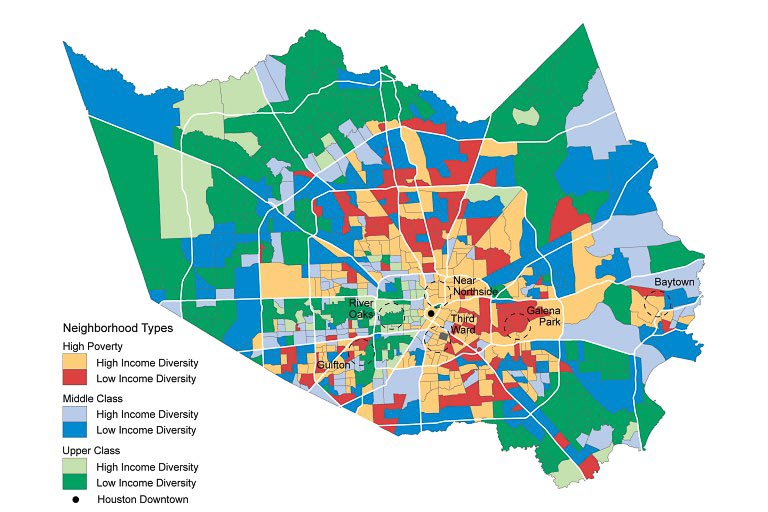 Near
Northside
Baytown
River
Oaks
Galena
Park
Third
Ward
Gulfton
Neighborhood Types
High Poverty
High Income Diversity
Low Income Diversity
Middle Class
High Income Diversity
Low Income Diversity
Upper Class
High Income Diversity
Low Income Diversity
Houston Downtown